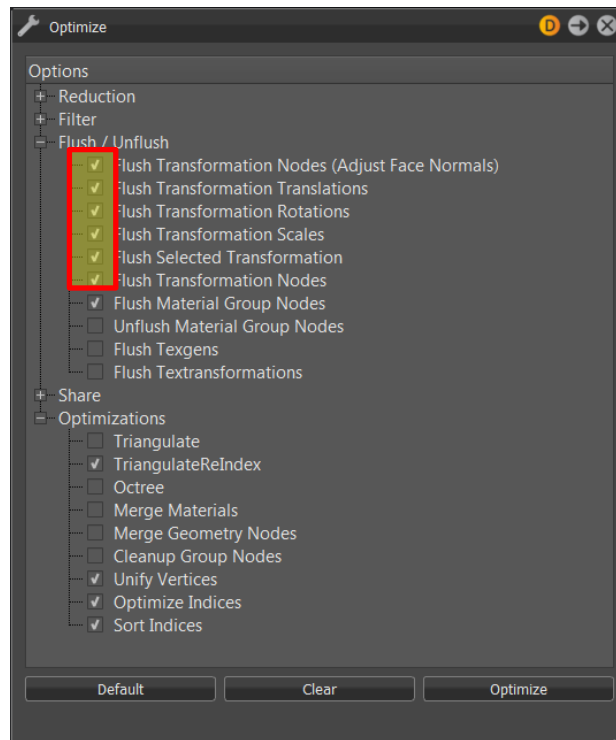 Optimize
D
Options
Reduction
Filter
Flush / Unflush
Flush Transformation Nodes (Adjust Face Normals)
Flush Transformation Translations
Flush Transformation Rotations
Flush Transformation Scales
Flush Selected Transformation
Flush Transformation Nodes
Flush Material Group Nodes
Unflush Material Group Nodes
Flush Texgens
Flush Textransformations
Share
Optimizations
Triangulate
TriangulateReIndex
Octree
Merge Materials
Merge Geometry Nodes
Cleanup Group Nodes
Unify Vertices
Optimize Indices
Sort Indices
Default Clear Optimize